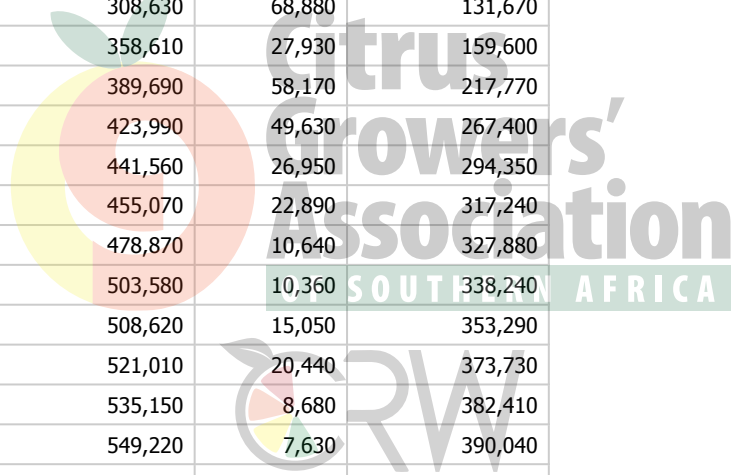 308,630 68,880 131,670
358,610 27,930 159,600
389,690 58,170 217,770
423,990 49,630 267,400
441,560 26,950 294,350
455,070 22,890 317,240
478,870 10,640 327,880
503,580 10,360 338,240
508,620 15,050 353,290
521,010 20,440 373,730
535,150 8,680 382,410
549,220 7,630 390,040
Citrus
Growers'
Association
OF SOUTHERN AFRICA
CRW